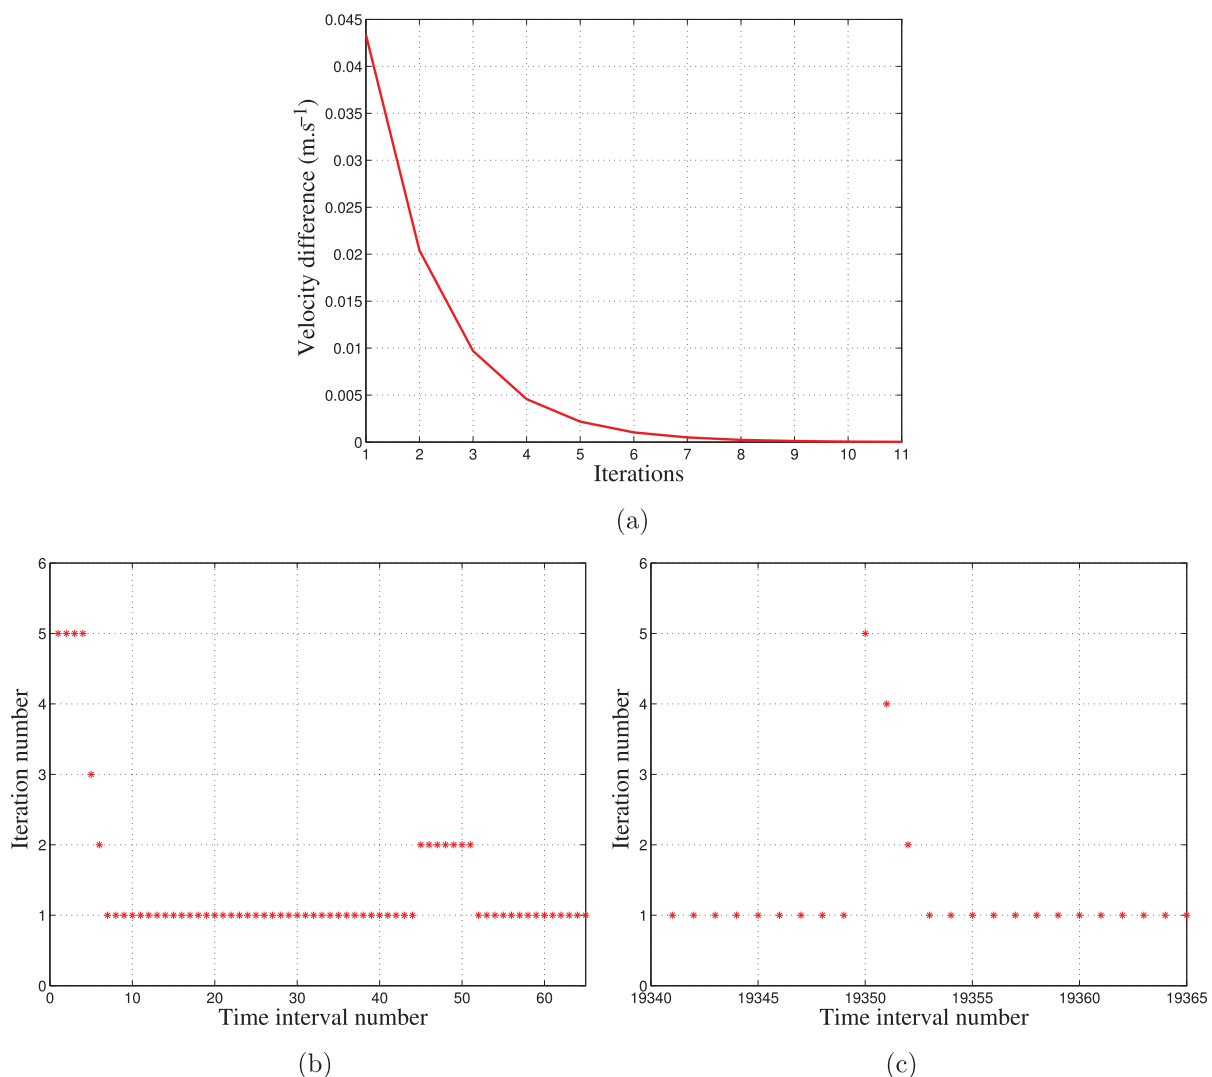 0.045
0.04
0.035
0.03
0.025
0.02
0.015
0.01
0.005
0
Velocity difference (m.s⁻¹)
1 2 3 4 5 6 7 8 9 10 11
Iterations
(a)
6
5
4
3
2
1
0
Iteration number
0 10 20 30 40 50 60
Time interval number
(b)
6
5
4
3
2
1
0
Iteration number
19340 19345 19350 19355 19360 19365
Time interval number
(c)